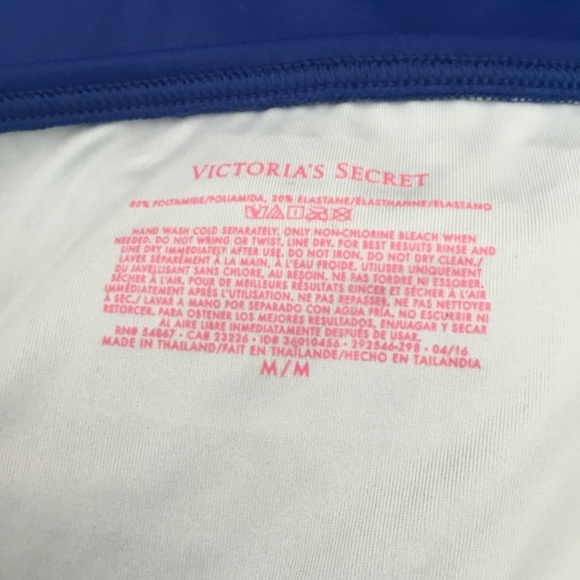 VICTORIA'S SECRET
80% POLYAMIDE/POLIAMIDA, 20% ELASTANE/ÉLASTHANNE/ELASTANO
HAND WASH COLD SEPARATELY. ONLY NON-CHLORINE BLEACH WHEN
NEEDED. DO NOT WRING OR TWIST. LINE DRY. FOR BEST RESULTS RINSE AND
LINE DRY IMMEDIATELY AFTER USE. DO NOT IRON. DO NOT DRY CLEAN./
LAVER SÉPARÉMENT À LA MAIN, À L'EAU FROIDE. UTILISER UNIQUEMENT
DU JAVELLISANT SANS CHLORE, AU BESOIN. NE PAS TORDRE NI ESSORER.
SÉCHER À L'AIR. POUR DE MEILLEURS RÉSULTATS RINCER ET SÉCHER À L'AIR
IMMÉDIATEMENT APRÈS L'UTILISATION. NE PAS REPASSER. NE PAS NETTOYER
À SEC./ LAVAR A MANO POR SEPARADO CON AGUA FRÍA. NO ESCURRIR NI
RETORCER. PARA OBTENER LOS MEJORES RESULTADOS, ENJUAGAR Y SECAR
AL AIRE LIBRE INMEDIATAMENTE DESPUÉS DE USAR.
RN# 54867 • CA# 23226 • ID# 36010456 • 292546-298 • 04/16
MADE IN THAILAND/FAIT EN THAÏLANDE/HECHO EN TAILANDIA
M/M